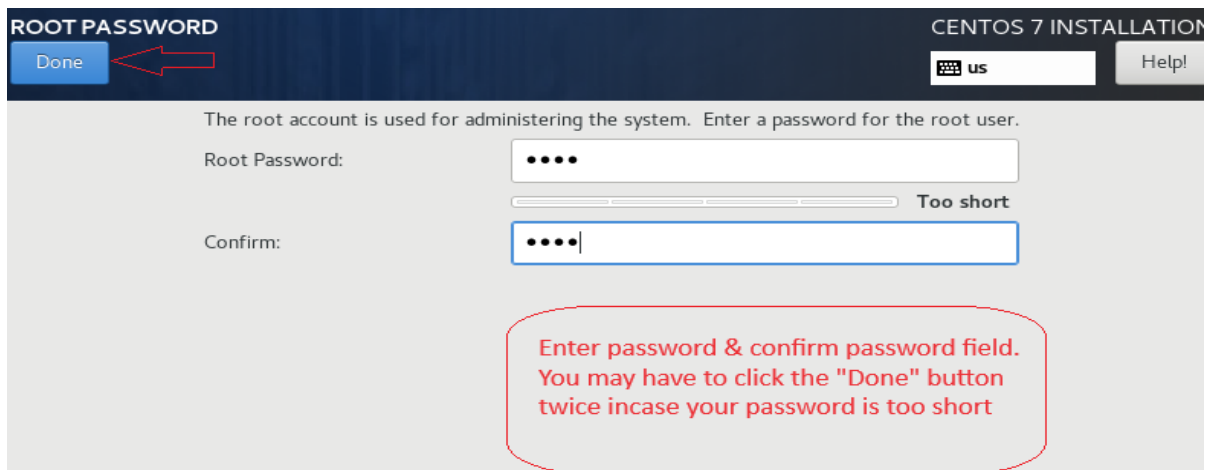 ROOT PASSWORD
CENTOS 7 INSTALLATION
Done
us
Help!
The root account is used for administering the system. Enter a password for the root user.
Root Password:
••••
Too short
Confirm:
••••
Enter password & confirm password field.
You may have to click the "Done" button
twice incase your password is too short